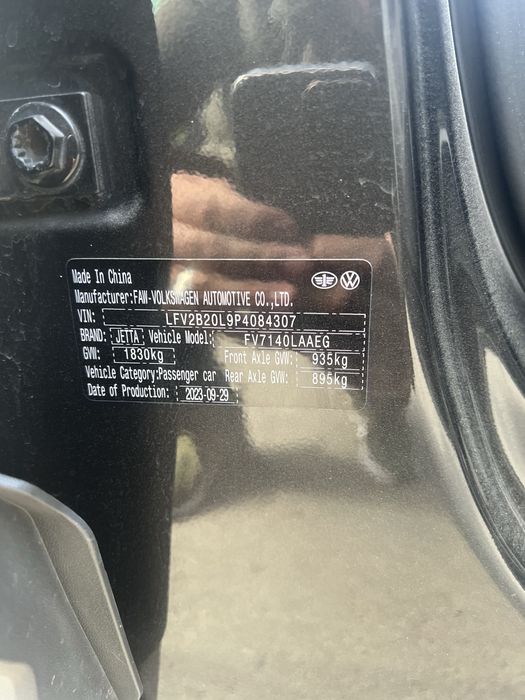 Made In China
Manufacturer:FAW-VOLKSWAGEN AUTOMOTIVE CO.,LTD.
VIN: LFV2B20L9P4084307
BRAND: JETTA Vehicle Model: FV7140LAAEG
GVW: 1830kg Front Axle GVW: 935kg
Vehicle Category:Passenger car Rear Axle GVW: 895kg
Date of Production: 2023-09-29